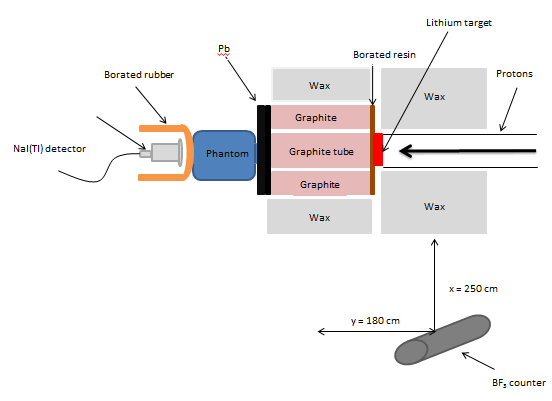 Lithium target
Pb
Borated resin
Borated rubber
Protons
Wax
Wax
Graphite
NaI(Tl) detector
Phantom
Graphite tube
Graphite
Wax
Wax
x = 250 cm
y = 180 cm
BF₃ counter